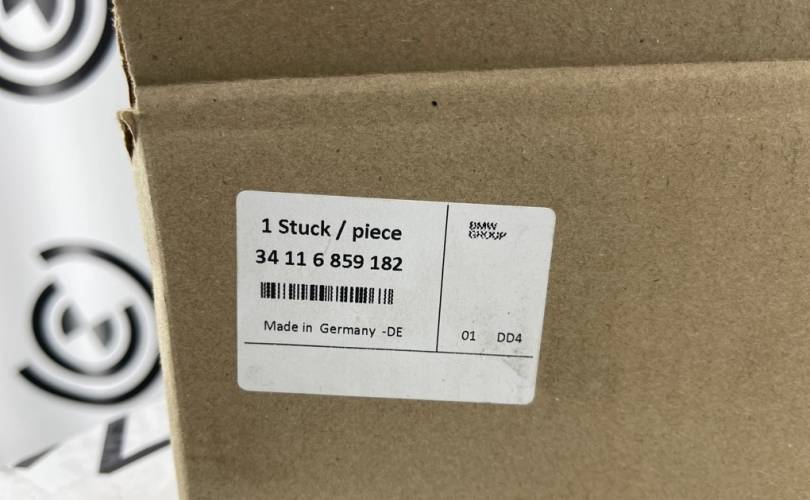 1 Stuck / piece
34 11 6 859 182
Made in Germany -DE
BMW
GROUP
01 DD4